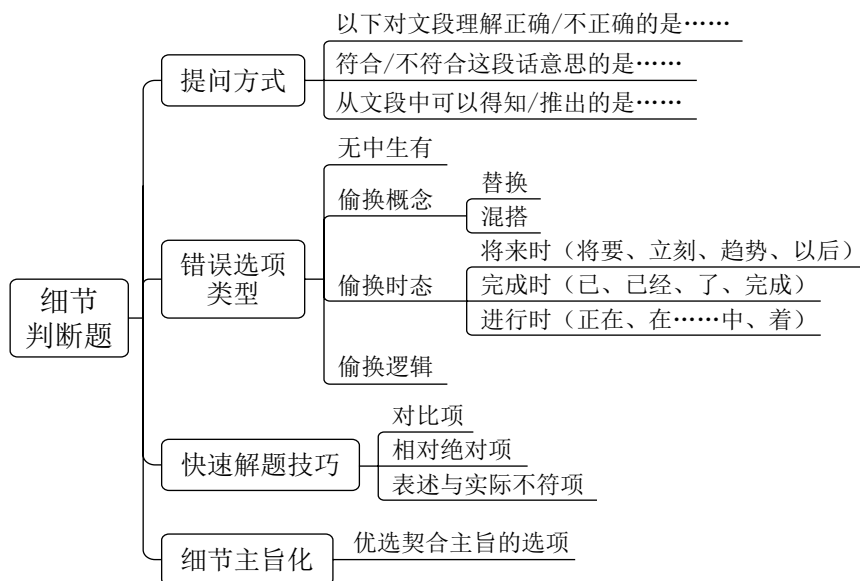 细节
判断题
提问方式
以下对文段理解正确/不正确的是……
符合/不符合这段话意思的是……
从文段中可以得知/推出的是……
错误选项
类型
无中生有
偷换概念
替换
混搭
偷换时态
将来时（将要、立刻、趋势、以后）
完成时（已、已经、了、完成）
进行时（正在、在……中、着）
偷换逻辑
快速解题技巧
对比项
相对绝对项
表述与实际不符项
细节主旨化
优选契合主旨的选项